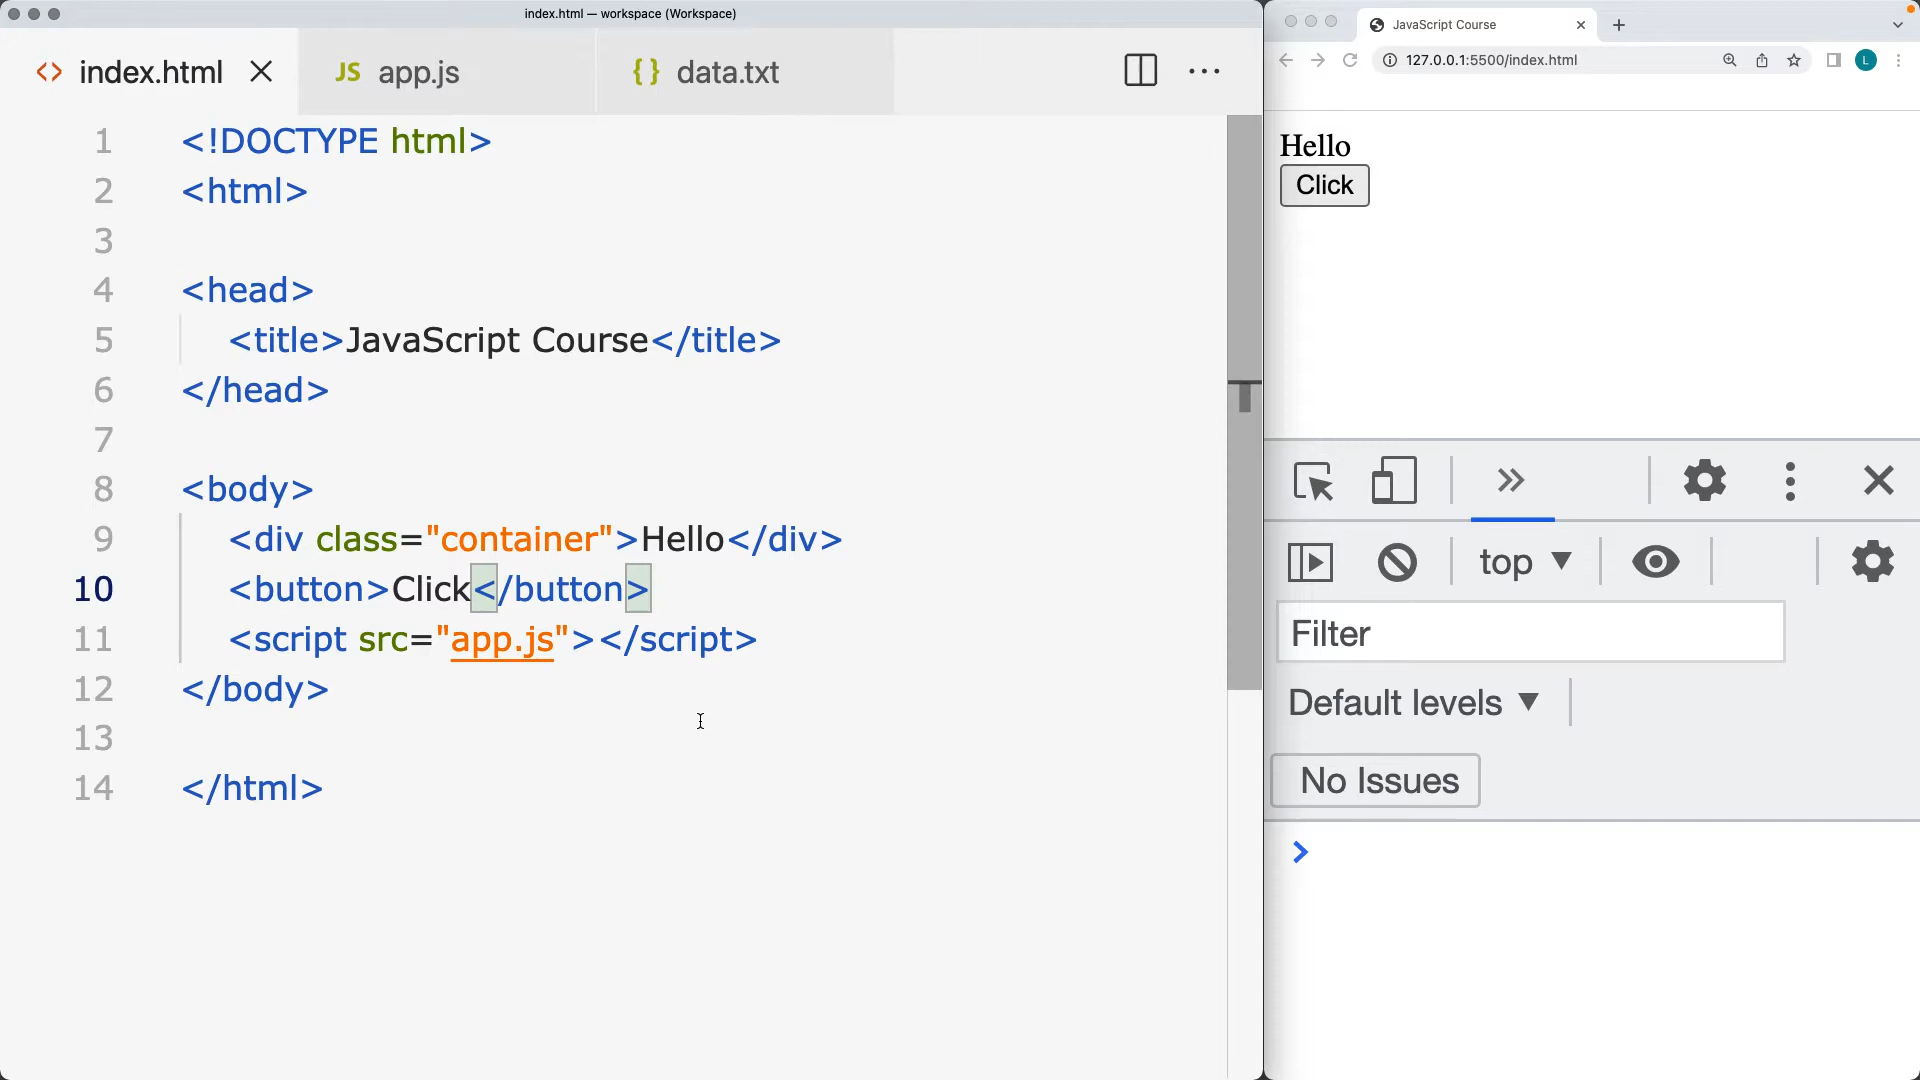 index.html — workspace (Workspace)
index.html
JS app.js
{} data.txt
1 <!DOCTYPE html>
2 <html>
3
4 <head>
5 <title>JavaScript Course</title>
6 </head>
7
8 <body>
9 <div class="container">Hello</div>
10 <button>Click</button>
11 <script src="app.js"></script>
12 </body>
13
14 </html>
JavaScript Course
127.0.0.1:5500/index.html
L
Hello
Click
top
Filter
Default levels
No Issues